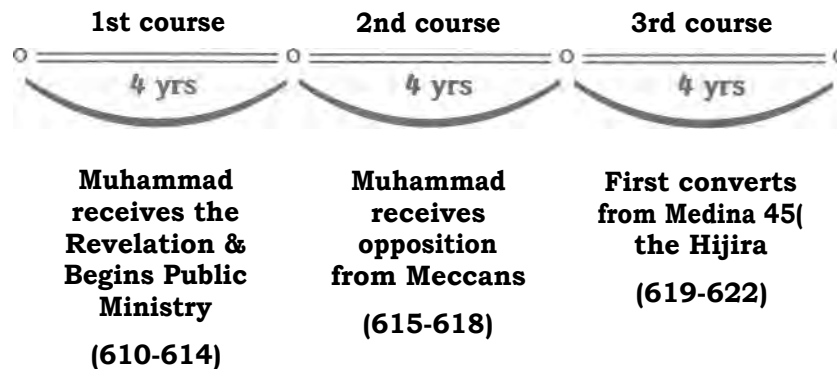 1st course 2nd course 3rd course
4 yrs 4 yrs 4 yrs
Muhammad
receives the
Revelation &
Begins Public
Ministry
(610-614)
Muhammad
receives
opposition
from Meccans
(615-618)
First converts
from Medina 45(
the Hijira
(619-622)